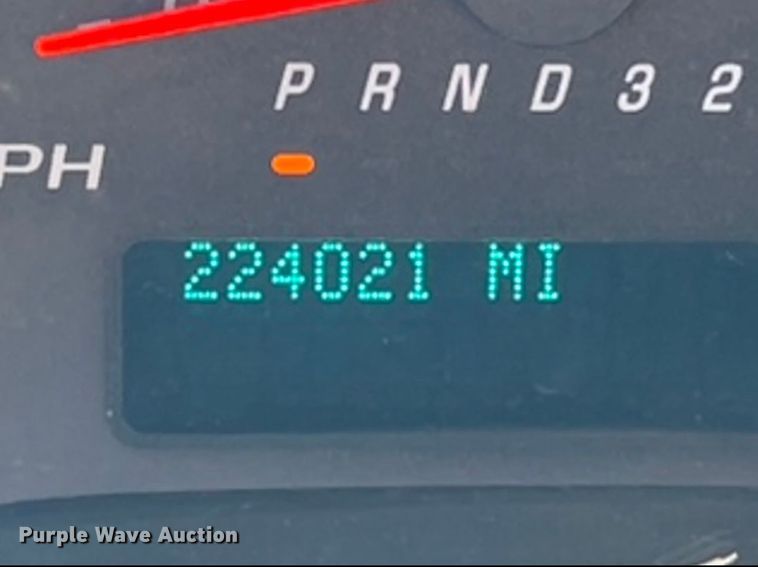 P R N D 3 2
PH
224021 MI
Purple Wave Auction